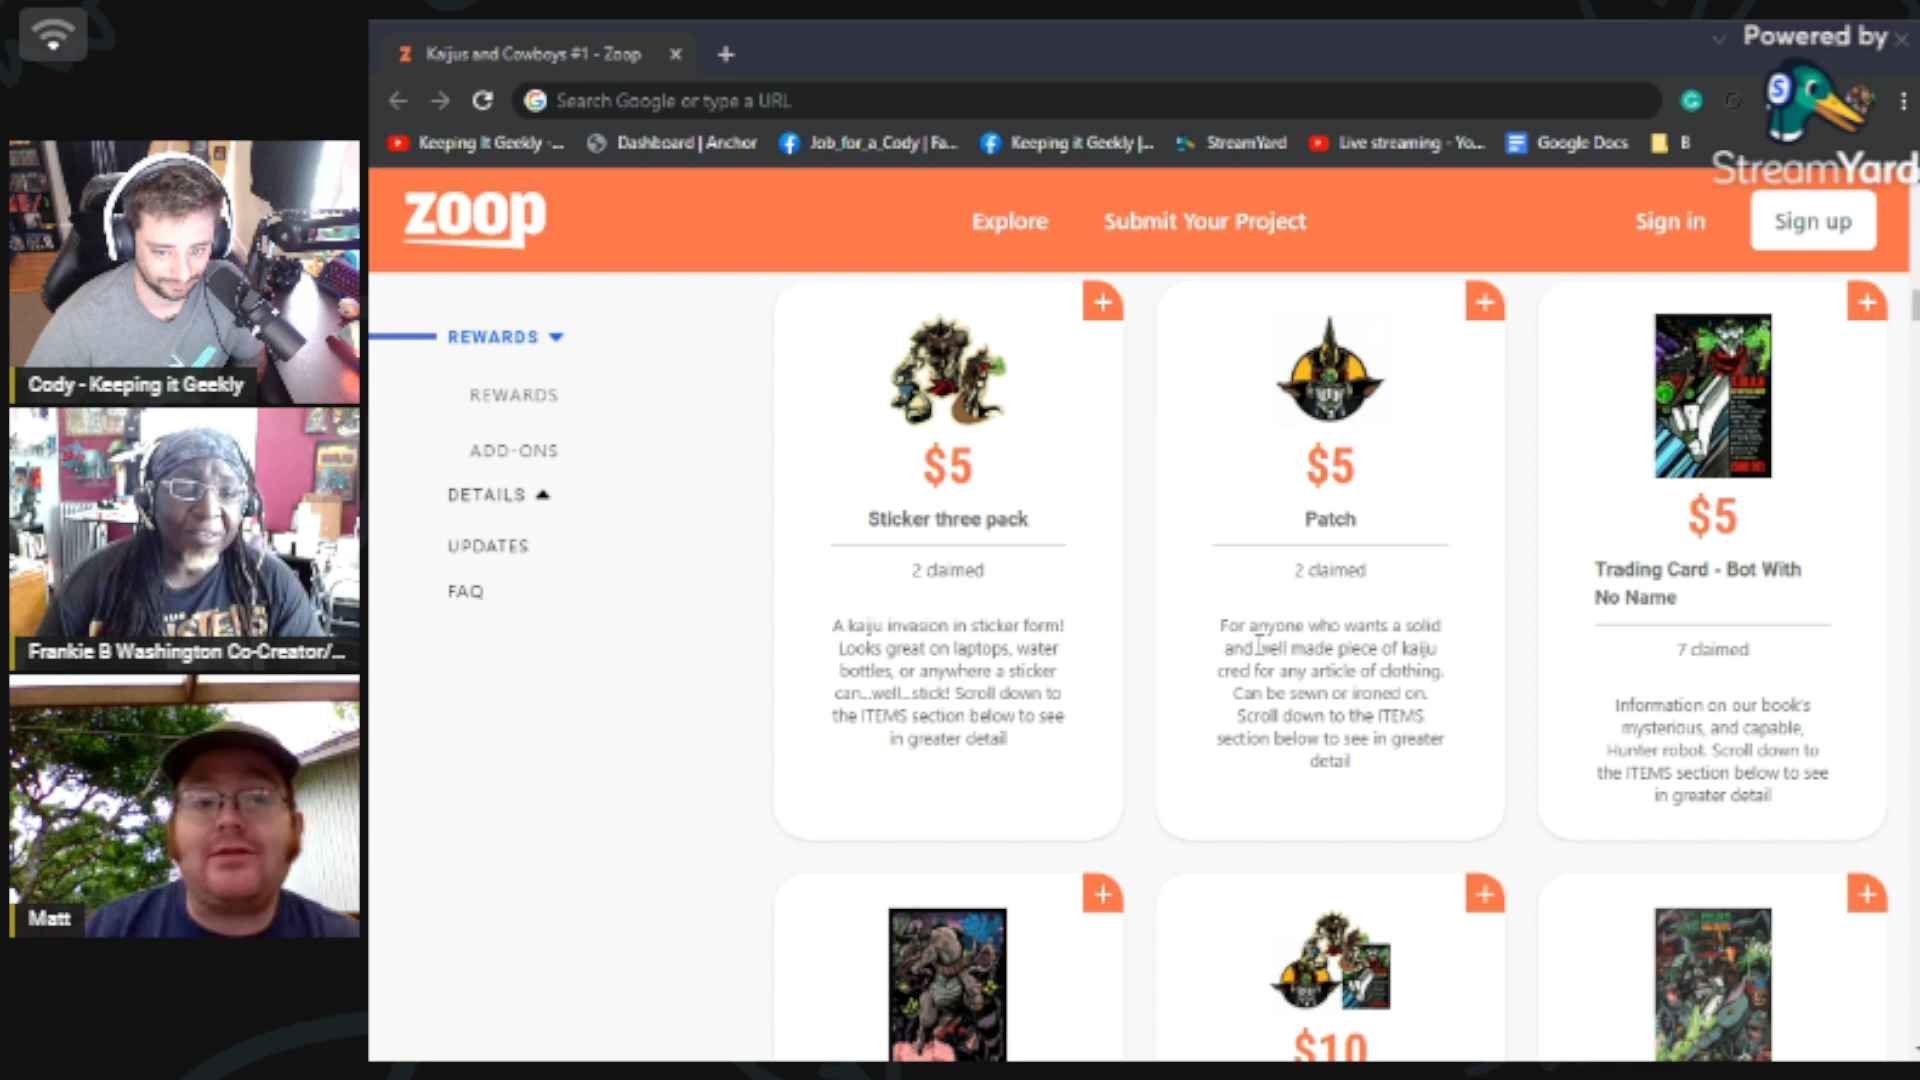 Kaijus and Cowboys #1 - Zoop
Powered by
StreamYard
Search Google or type a URL
Keeping It Geekly -...
Dashboard | Anchor
Job_for_a_Cody | Fa...
Keeping it Geekly |...
StreamYard
Live streaming - Yo...
Google Docs
B
zoop
Explore
Submit Your Project
Sign in
Sign up
Cody - Keeping it Geekly
Frankie B Washington Co-Creator/...
Matt
REWARDS
REWARDS
ADD-ONS
DETAILS
UPDATES
FAQ
$5
Sticker three pack
2 claimed
A kaiju invasion in sticker form!
Looks great on laptops, water
bottles, or anywhere a sticker
can...well...stick! Scroll down to
the ITEMS section below to see
in greater detail
$5
Patch
2 claimed
For anyone who wants a solid
and well made piece of kaiju
cred for any article of clothing.
Can be sewn or ironed on.
Scroll down to the ITEMS
section below to see in greater
detail
$5
Trading Card - Bot With
No Name
7 claimed
Information on our book's
mysterious, and capable,
Hunter robot. Scroll down to
the ITEMS section below to see
in greater detail
$10